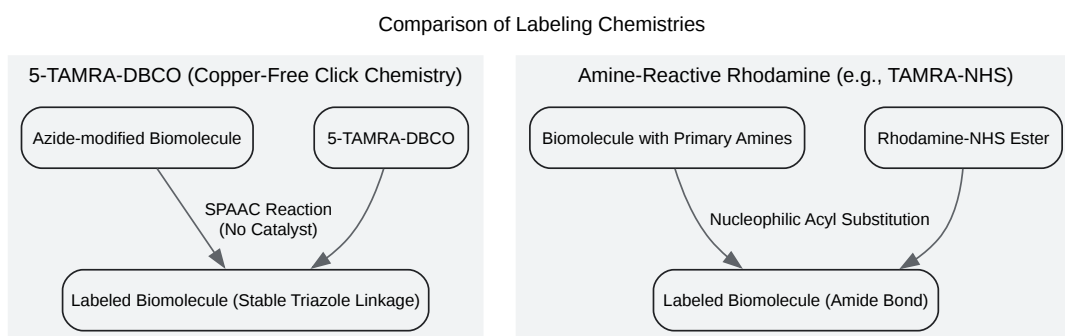 Comparison of Labeling Chemistries
5-TAMRA-DBCO (Copper-Free Click Chemistry)
Azide-modified Biomolecule
5-TAMRA-DBCO
SPAAC Reaction
(No Catalyst)
Labeled Biomolecule (Stable Triazole Linkage)
Amine-Reactive Rhodamine (e.g., TAMRA-NHS)
Biomolecule with Primary Amines
Rhodamine-NHS Ester
Nucleophilic Acyl Substitution
Labeled Biomolecule (Amide Bond)